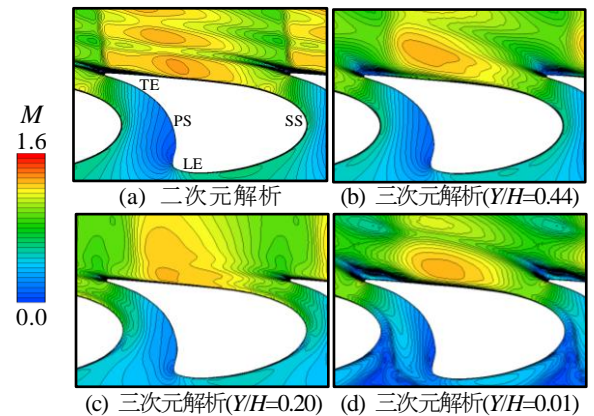 M
1.6
0.0
TE
PS
SS
LE
(a) 二次元解析
(b) 三次元解析(Y/H=0.44)
(c) 三次元解析(Y/H=0.20)
(d) 三次元解析(Y/H=0.01)